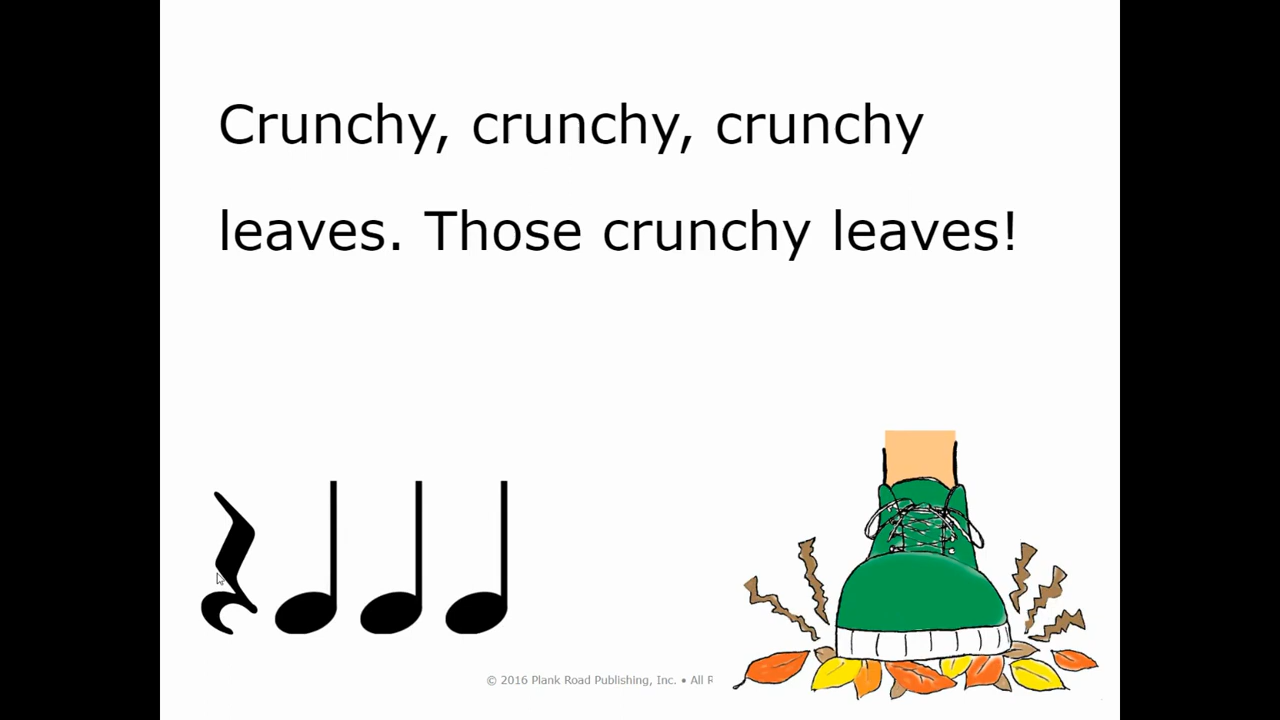 Crunchy, crunchy, crunchy
leaves. Those crunchy leaves!
© 2016 Plank Road Publishing, Inc. • All